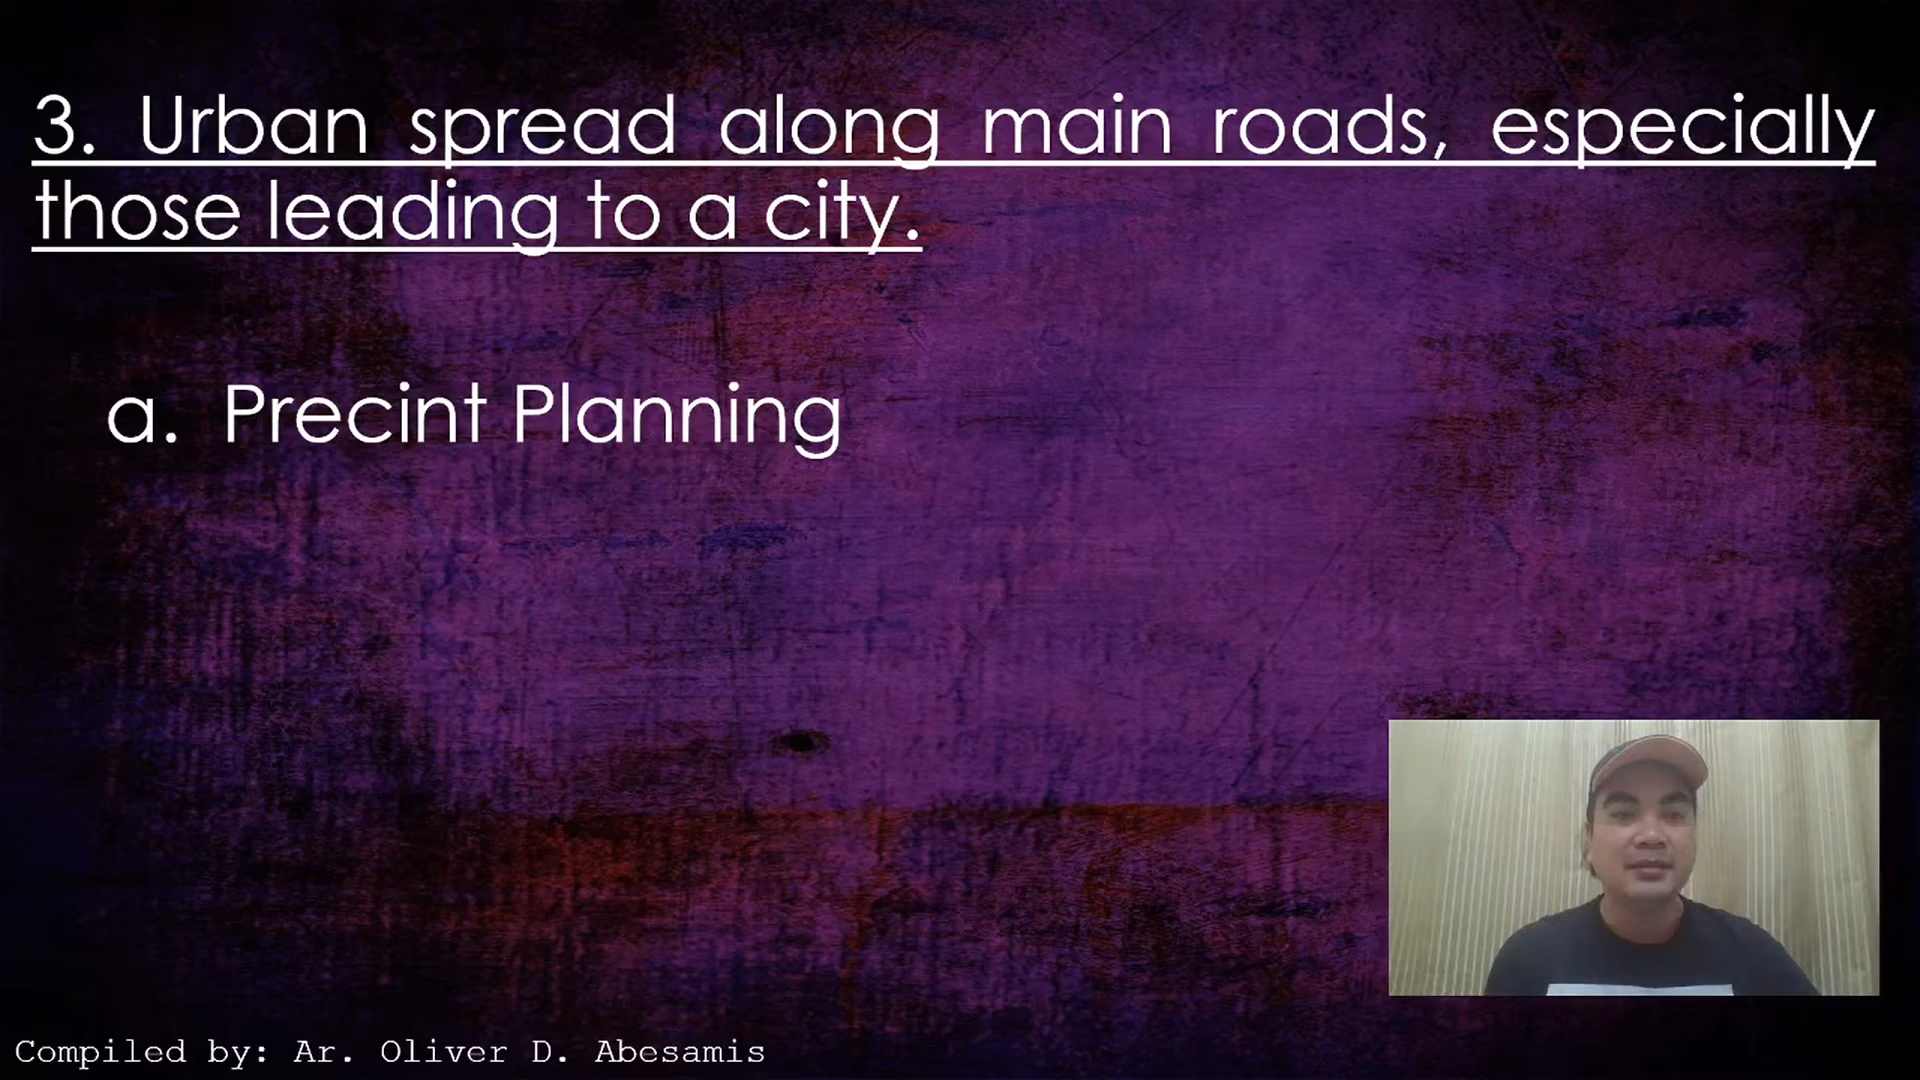 3. Urban spread along main roads, especially
those leading to a city.
a. Precint Planning
Compiled by: Ar. Oliver D. Abesamis